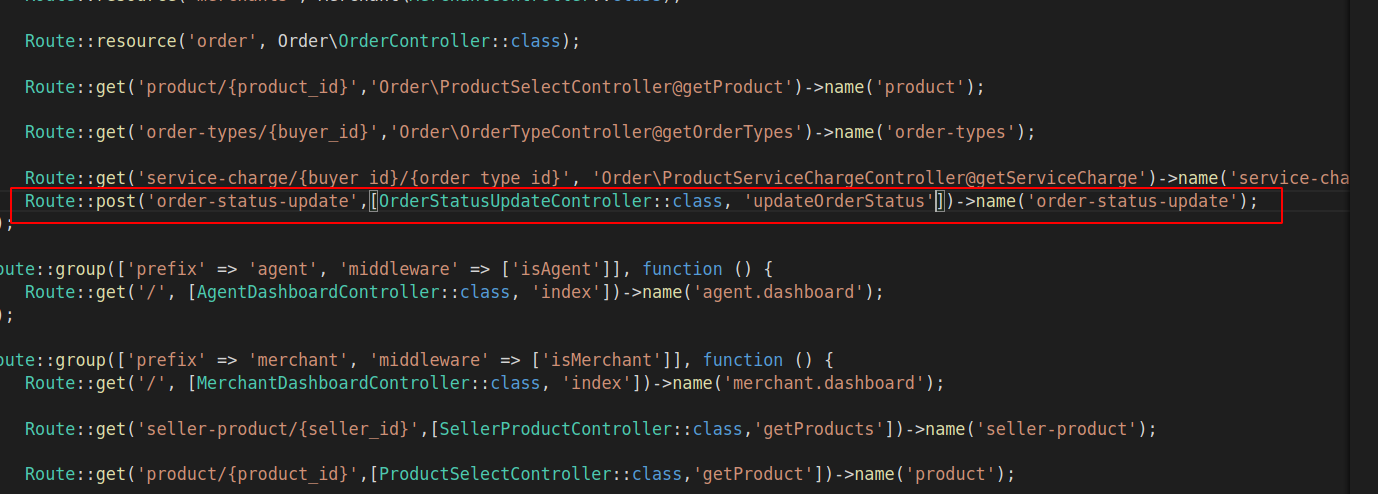 Route::resource('order', Order\OrderController::class);
Route::get('product/{product_id}','Order\ProductSelectController@getProduct')->name('product');
Route::get('order-types/{buyer_id}','Order\OrderTypeController@getOrderTypes')->name('order-types');
Route::get('service-charge/{buyer_id}/{order_type_id}', 'Order\ProductServiceChargeController@getServiceCharge')->name('service-cha
Route::post('order-status-update',[OrderStatusUpdateController::class, 'updateOrderStatus'])->name('order-status-update');
);
oute::group(['prefix' => 'agent', 'middleware' => ['isAgent']], function () {
Route::get('/', [AgentDashboardController::class, 'index'])->name('agent.dashboard');
);
oute::group(['prefix' => 'merchant', 'middleware' => ['isMerchant']], function () {
Route::get('/', [MerchantDashboardController::class, 'index'])->name('merchant.dashboard');
Route::get('seller-product/{seller_id}',[SellerProductController::class,'getProducts'])->name('seller-product');
Route::get('product/{product_id}',[ProductSelectController::class,'getProduct'])->name('product');